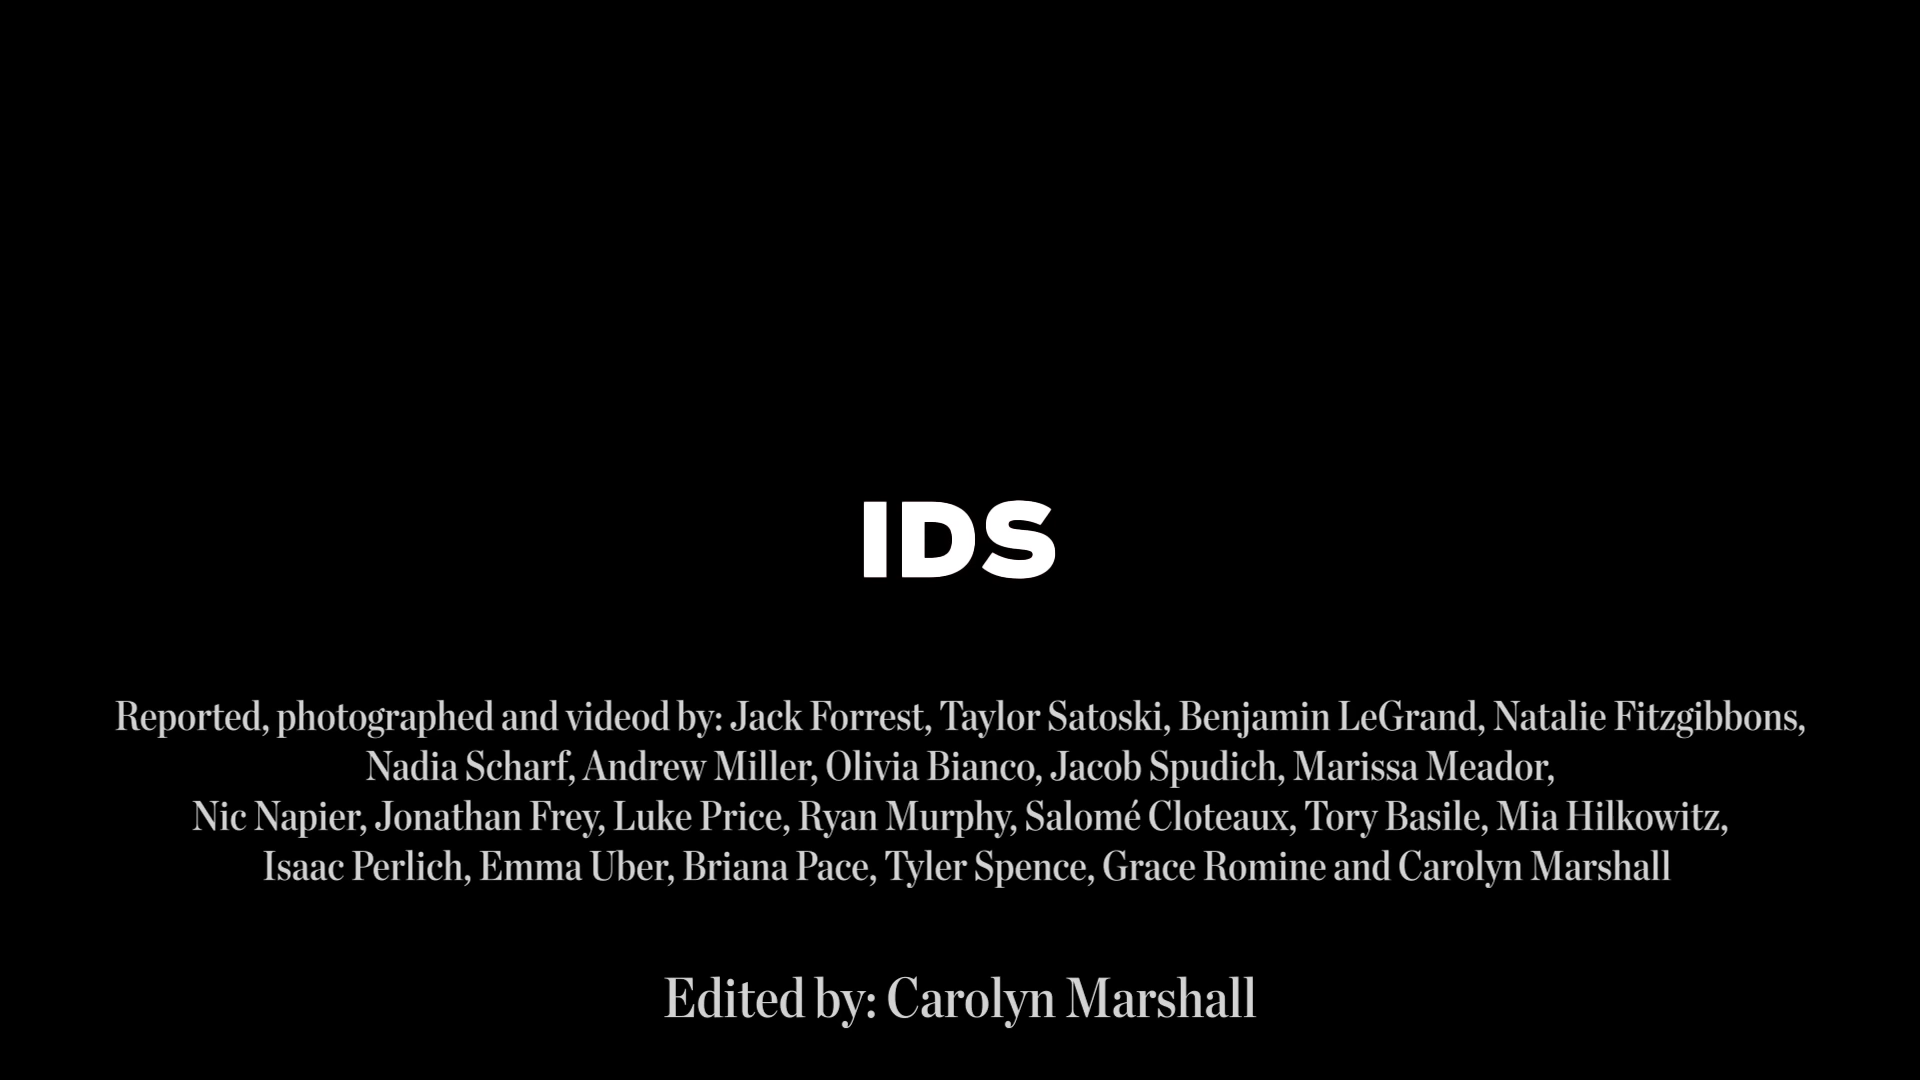 IDS
Reported, photographed and videod by: Jack Forrest, Taylor Satoski, Benjamin LeGrand, Natalie Fitzgibbons,
Nadia Scharf, Andrew Miller, Olivia Bianco, Jacob Spudich, Marissa Meador,
Nic Napier, Jonathan Frey, Luke Price, Ryan Murphy, Salomé Cloteaux, Tory Basile, Mia Hilkowitz,
Isaac Perlich, Emma Uber, Briana Pace, Tyler Spence, Grace Romine and Carolyn Marshall
Edited by: Carolyn Marshall